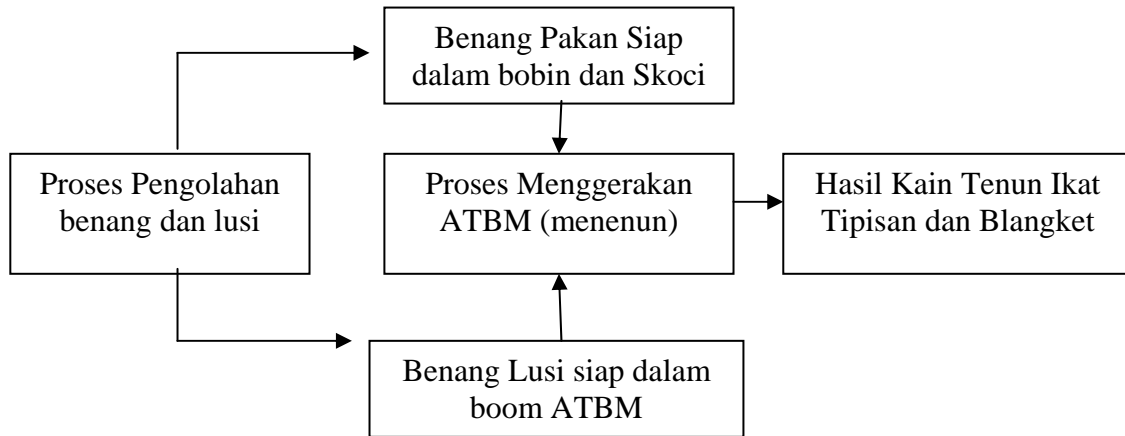 Benang Pakan Siap
dalam bobin dan Skoci
Proses Pengolahan
benang dan lusi
Proses Menggerakan
ATBM (menenun)
Hasil Kain Tenun Ikat
Tipisan dan Blangket
Benang Lusi siap dalam
boom ATBM